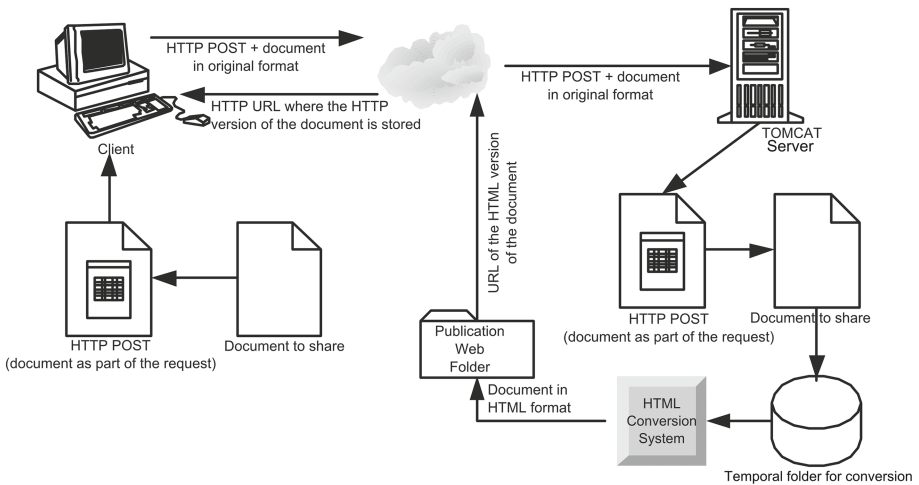 HTTP POST + document
in original format
HTTP URL where the HTTP
version of the document is stored
Client
HTTP POST + document
in original format
TOMCAT
Server
URL of the HTML version
of the document
HTTP POST
(document as part of the request)
Document to share
Publication
Web
Folder
HTTP POST
(document as part of the request)
Document to share
Document in
HTML format
HTML
Conversion
System
Temporal folder for conversion